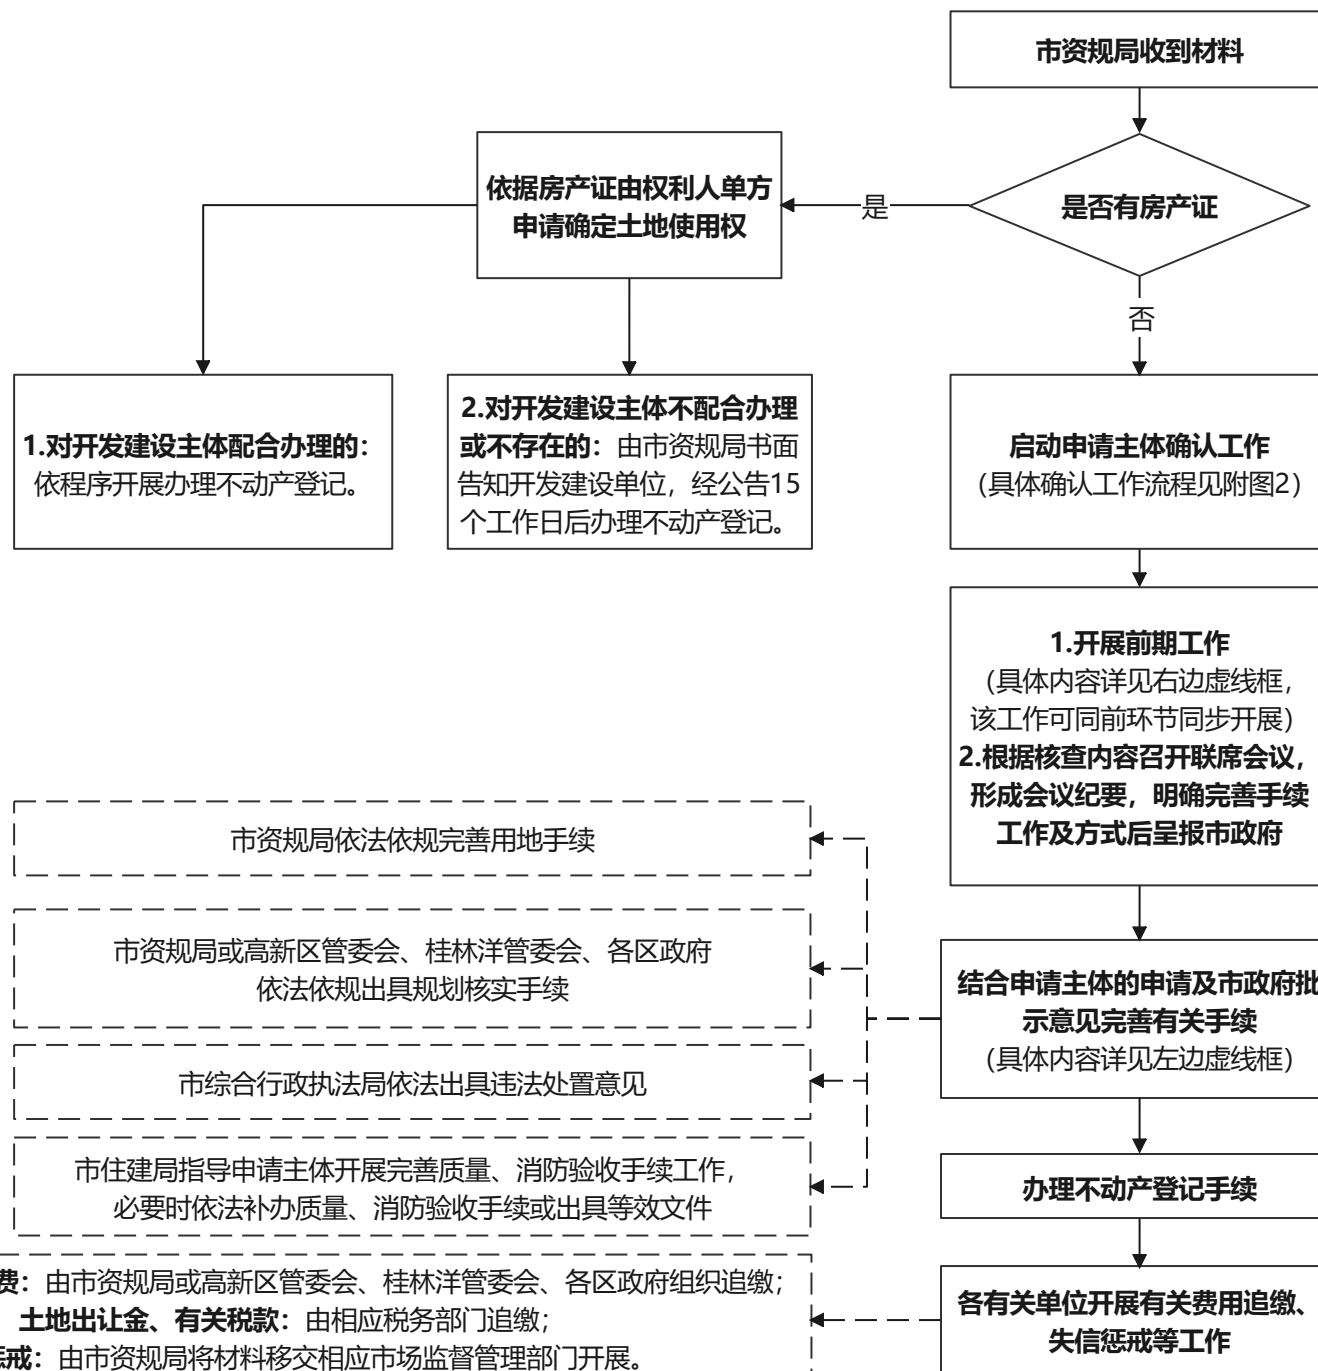 市资规局收到材料
是否有房产证
是
否
依据房产证由权利人单方
申请确定土地使用权
1.对开发建设主体配合办理的：
依程序开展办理不动产登记。
2.对开发建设主体不配合办理
或不存在的：由市资规局书面
告知开发建设单位，经公告15
个工作日后办理不动产登记。
启动申请主体确认工作
（具体确认工作流程见附图2）
1.开展前期工作
（具体内容详见右边虚线框，
该工作可同前环节同步开展）
2.根据核查内容召开联席会议，
形成会议纪要，明确完善手续
工作及方式后呈报市政府
结合申请主体的申请及市政府批
示意见完善有关手续
（具体内容详见左边虚线框）
市资规局依法依规完善用地手续
市资规局或高新区管委会、桂林洋管委会、各区政府
依法依规出具规划核实手续
市综合行政执法局依法出具违法处置意见
市住建局指导申请主体开展完善质量、消防验收手续工作，
必要时依法补办质量、消防验收手续或出具等效文件
办理不动产登记手续
各有关单位开展有关费用追缴、
失信惩戒等工作
费：由市资规局或高新区管委会、桂林洋管委会、各区政府组织追缴；
土地出让金、有关税款：由相应税务部门追缴；
戒：由市资规局将材料移交相应市场监督管理部门开展。